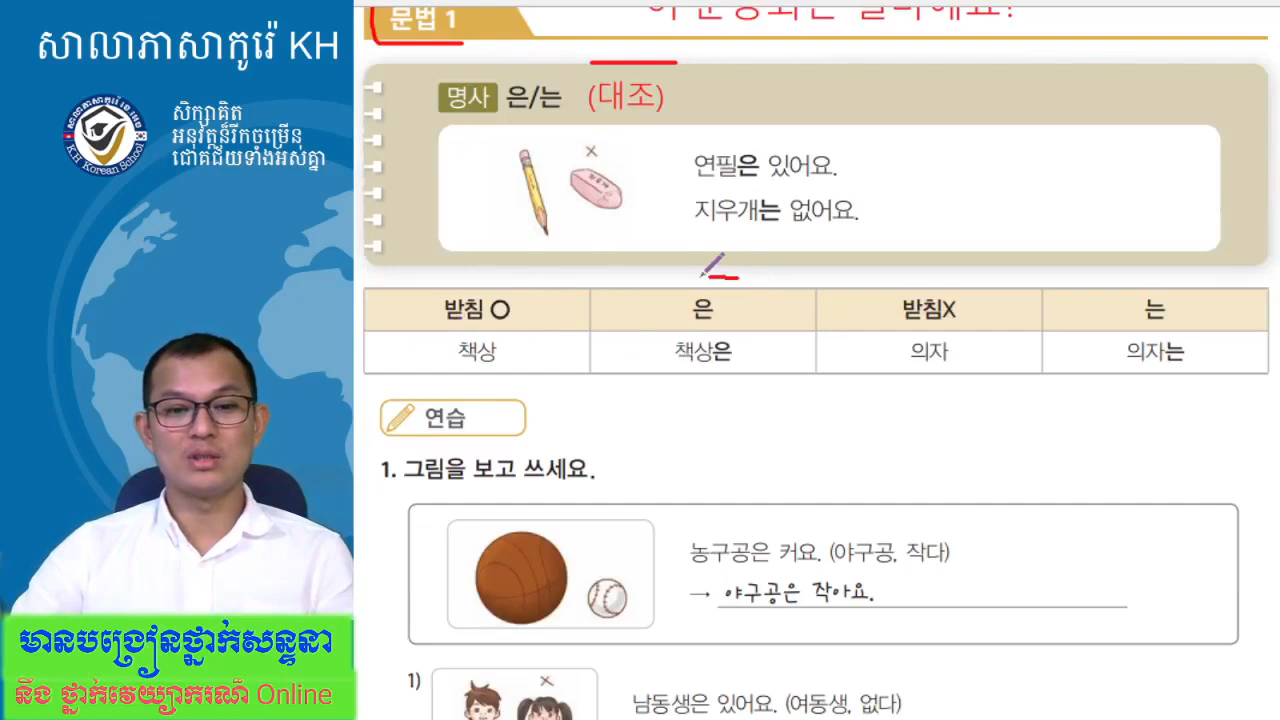 សាលាភាសាកូរ៉េ KH
សិក្សាគិត
អនុវត្តន៍រីកចម្រើន
ជោគជ័យទាំងអស់គ្នា
K.H Korean School
មានបង្រៀនថ្នាក់សន្ទនា
និង ថ្នាក់វេយ្យាករណ៍ Online
문법 1
명사 은/는 (대조)
연필은 있어요.
지우개는 없어요.
받침 O 은 받침X 는
책상 책상은 의자 의자는
연습
1. 그림을 보고 쓰세요.
농구공은 커요. (야구공, 작다)
→ 야구공은 작아요.
1) 남동생은 있어요. (여동생, 없다)